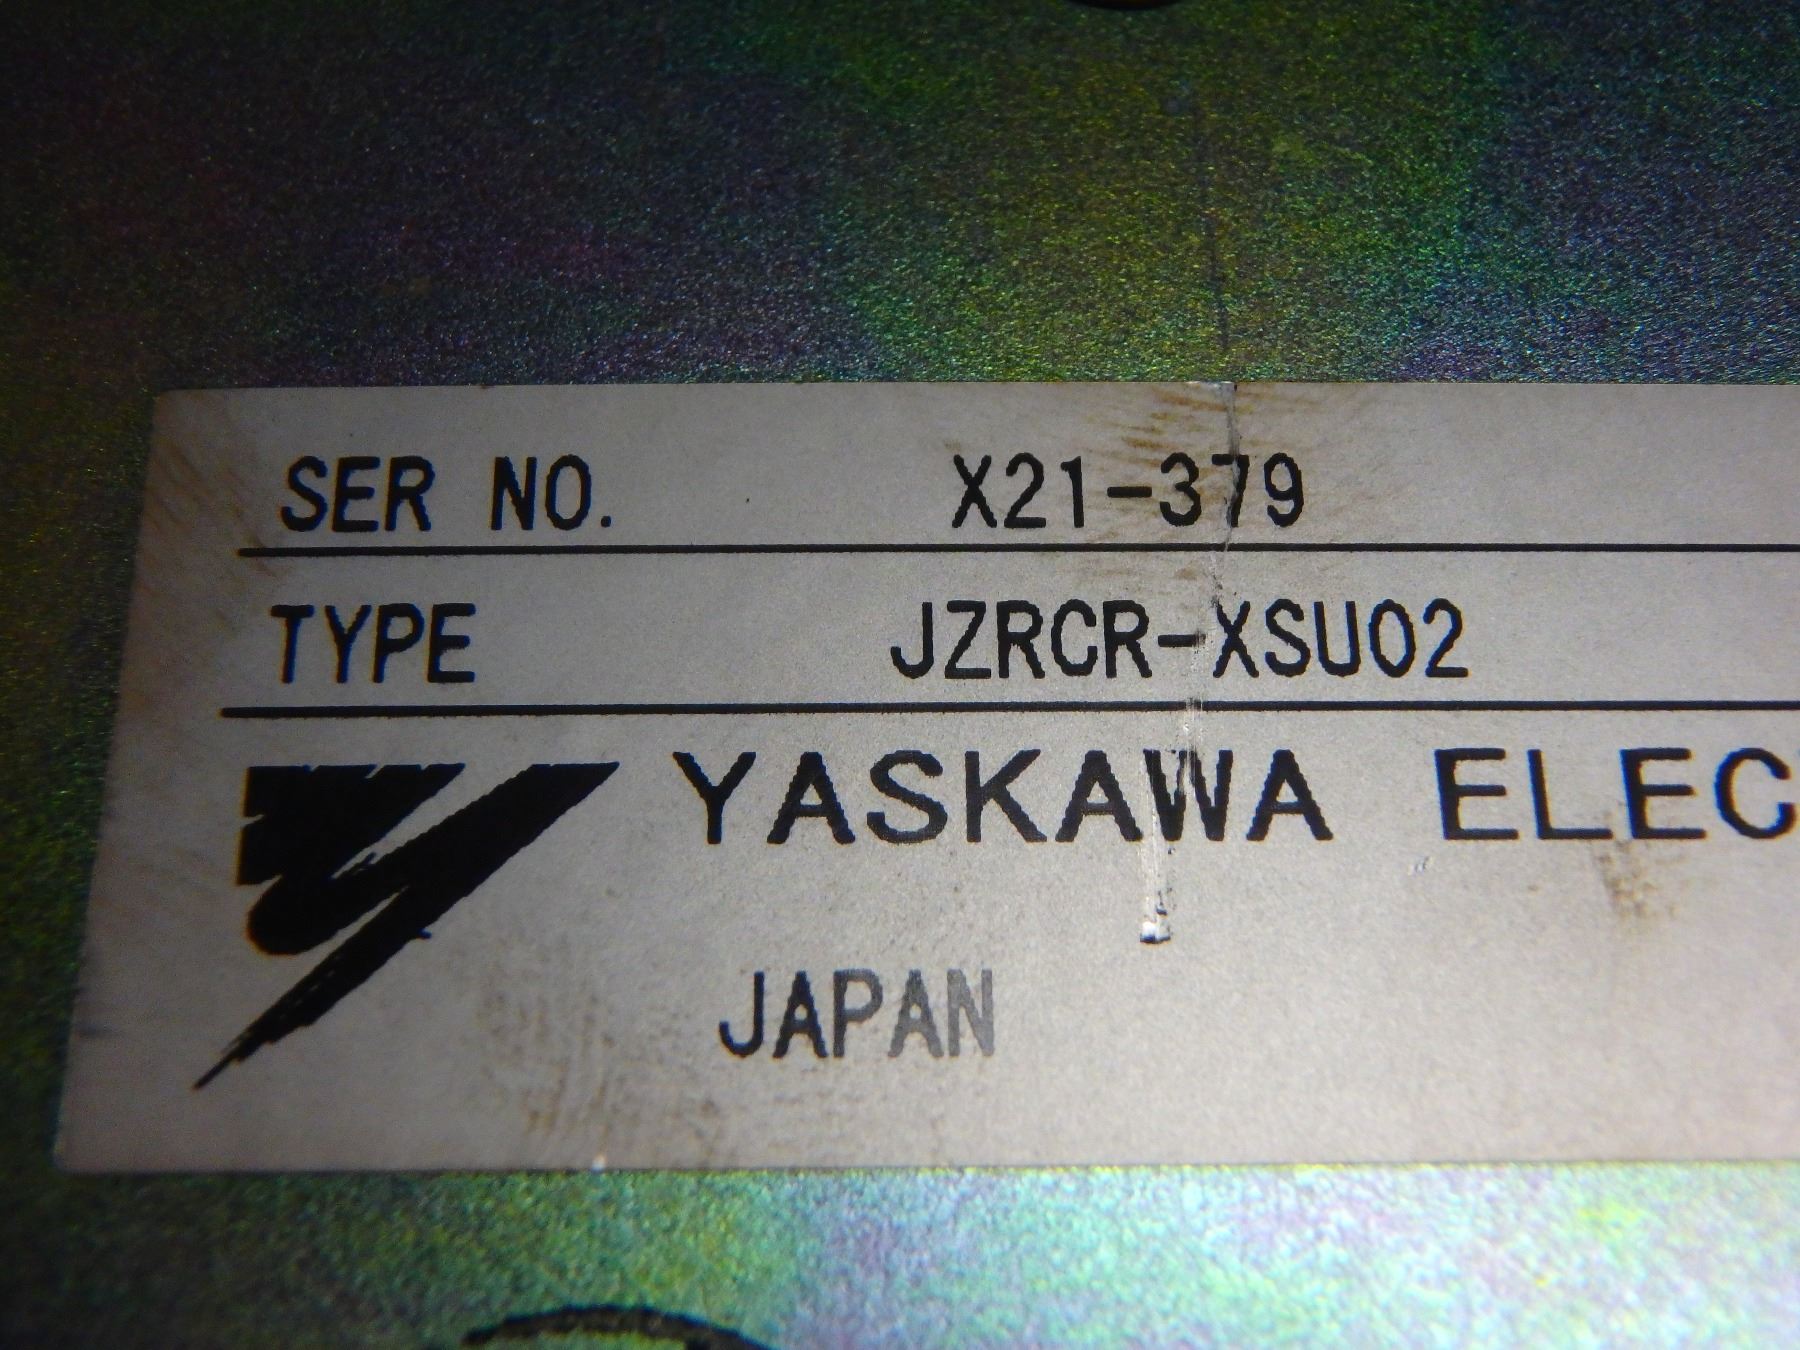 SER NO. X21-379
TYPE JZRCR-XSU02
YASKAWA ELEC
JAPAN